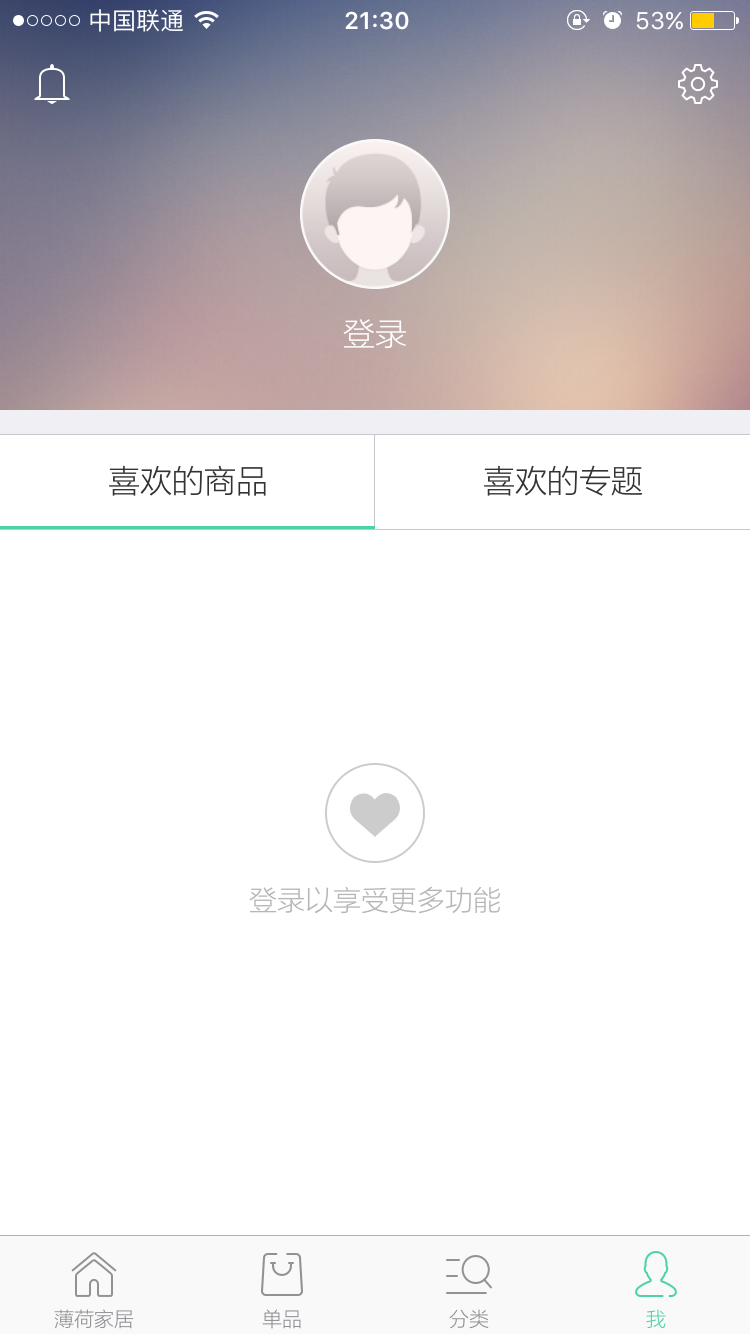 中国联通 21:30 53%
登录
喜欢的商品 喜欢的专题
登录以享受更多功能
薄荷家居 单品 分类 我